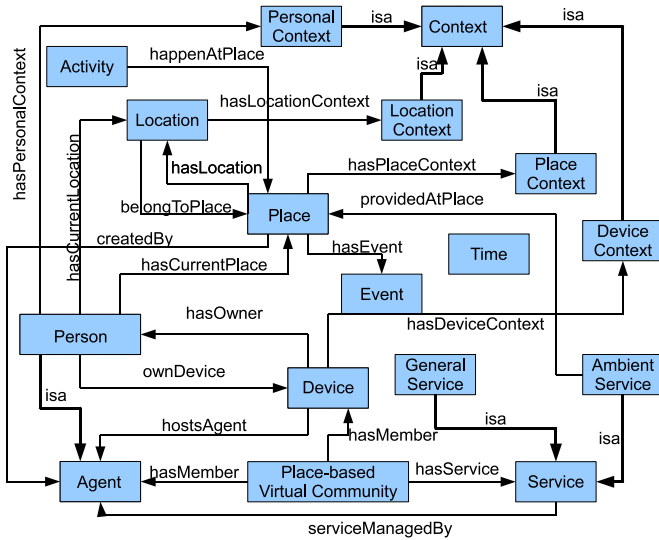 Personal
Context
isa
Context
isa
Activity
happenAtPlace
isa
isa
hasPersonalContext
Location
hasLocationContext
Location
Context
hasLocation
hasPlaceContext
Place
Context
hasCurrentLocation
belongToPlace
Place
providedAtPlace
createdBy
hasEvent
Time
Device
Context
hasCurrentPlace
Event
Person
hasOwner
hasDeviceContext
ownDevice
Device
General
Service
Ambient
Service
isa
isa
hostsAgent
hasMember
isa
Agent
hasMember
Place-based
Virtual Community
hasService
Service
serviceManagedBy